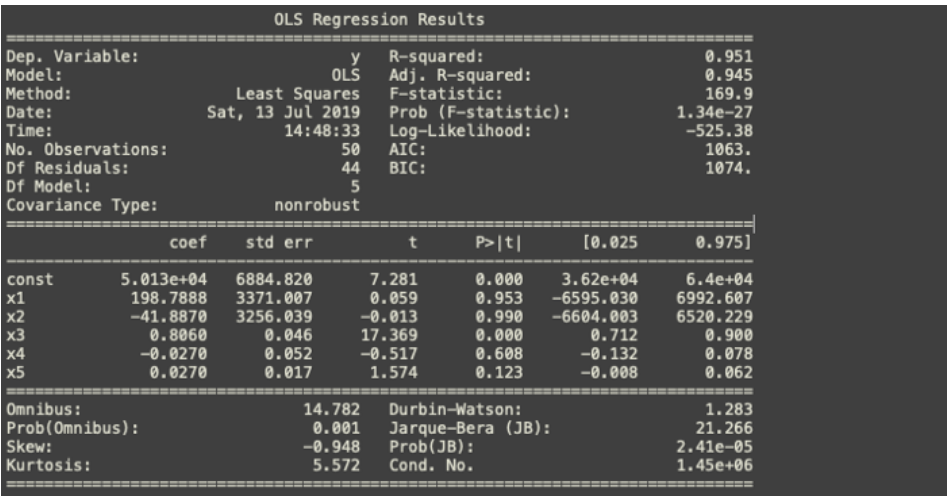 OLS Regression Results
==============================================================================
Dep. Variable:                      y   R-squared:                       0.951
Model:                            OLS   Adj. R-squared:                  0.945
Method:                 Least Squares   F-statistic:                     169.9
Date:                Sat, 13 Jul 2019   Prob (F-statistic):           1.34e-27
Time:                        14:48:33   Log-Likelihood:                -525.38
No. Observations:                  50   AIC:                             1063.
Df Residuals:                      44   BIC:                             1074.
Df Model:                           5
Covariance Type:            nonrobust
==============================================================================
coef    std err          t      P>|t|      [0.025      0.975]
------------------------------------------------------------------------------
const       5.013e+04   6884.820      7.281      0.000    3.62e+04     6.4e+04
x1           198.7888   3371.007      0.059      0.953   -6595.030    6992.607
x2           -41.8870   3256.039     -0.013      0.990   -6604.003    6520.229
x3             0.8060      0.046     17.369      0.000       0.712       0.900
x4            -0.0270      0.052     -0.517      0.608      -0.132       0.078
x5             0.0270      0.017      1.574      0.123      -0.008       0.062
==============================================================================
Omnibus:                       14.782   Durbin-Watson:                   1.283
Prob(Omnibus):                  0.001   Jarque-Bera (JB):               21.266
Skew:                          -0.948   Prob(JB):                     2.41e-05
Kurtosis:                       5.572   Cond. No.                     1.45e+06
==============================================================================